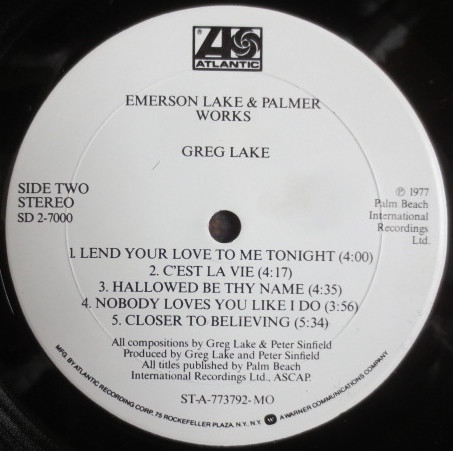 ATLANTIC
EMERSON LAKE & PALMER
WORKS
GREG LAKE
SIDE TWO
STEREO
SD 2-7000
℗ 1977
Palm Beach
International
Recordings
Ltd.
1. LEND YOUR LOVE TO ME TONIGHT (4:00)
2. C'EST LA VIE (4:17)
3. HALLOWED BE THY NAME (4:35)
4. NOBODY LOVES YOU LIKE I DO (3:56)
5. CLOSER TO BELIEVING (5:34)
All compositions by Greg Lake & Peter Sinfield
Produced by Greg Lake and Peter Sinfield
All titles published by Palm Beach
International Recordings Ltd., ASCAP.
ST-A-773792-MO
MFG. BY ATLANTIC RECORDING CORP., 75 ROCKEFELLER PLAZA, N.Y., N.Y. W A WARNER COMMUNICATIONS COMPANY